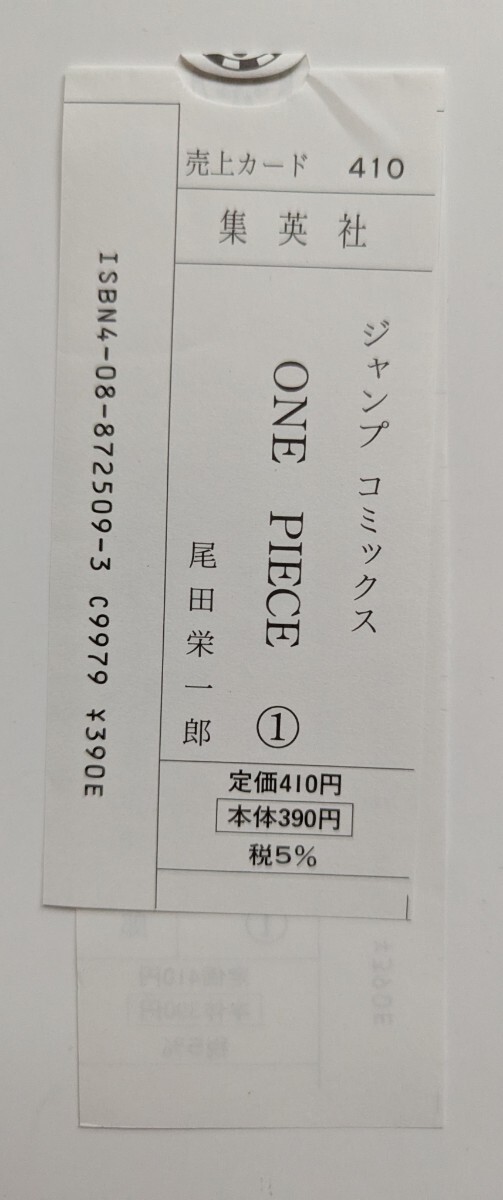 売上カード 410
集英社
ジャンプ コミックス
ONE PIECE ①
尾田栄一郎
定価410円
本体390円
税5%
ISBN4-08-872509-3 C9979 ¥390E